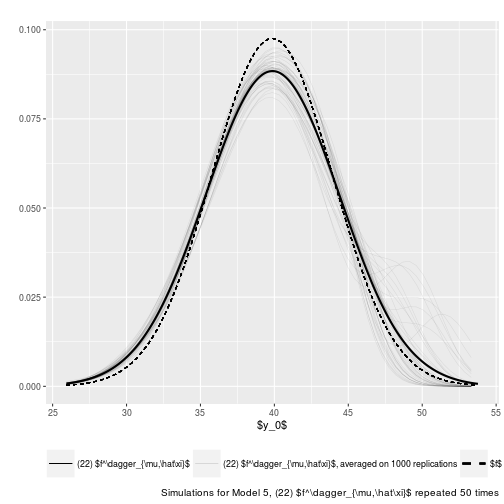 0.100
0.075
0.050
0.025
0.000
25 30 35 40 45 50 55
$y_0$
(22) $f^\dagger_{\mu,\hat\xi}$ (22) $f^\dagger_{\mu,\hat\xi}$, averaged on 1000 replications $f$
Simulations for Model 5, (22) $f^\dagger_{\mu,\hat\xi}$ repeated 50 times